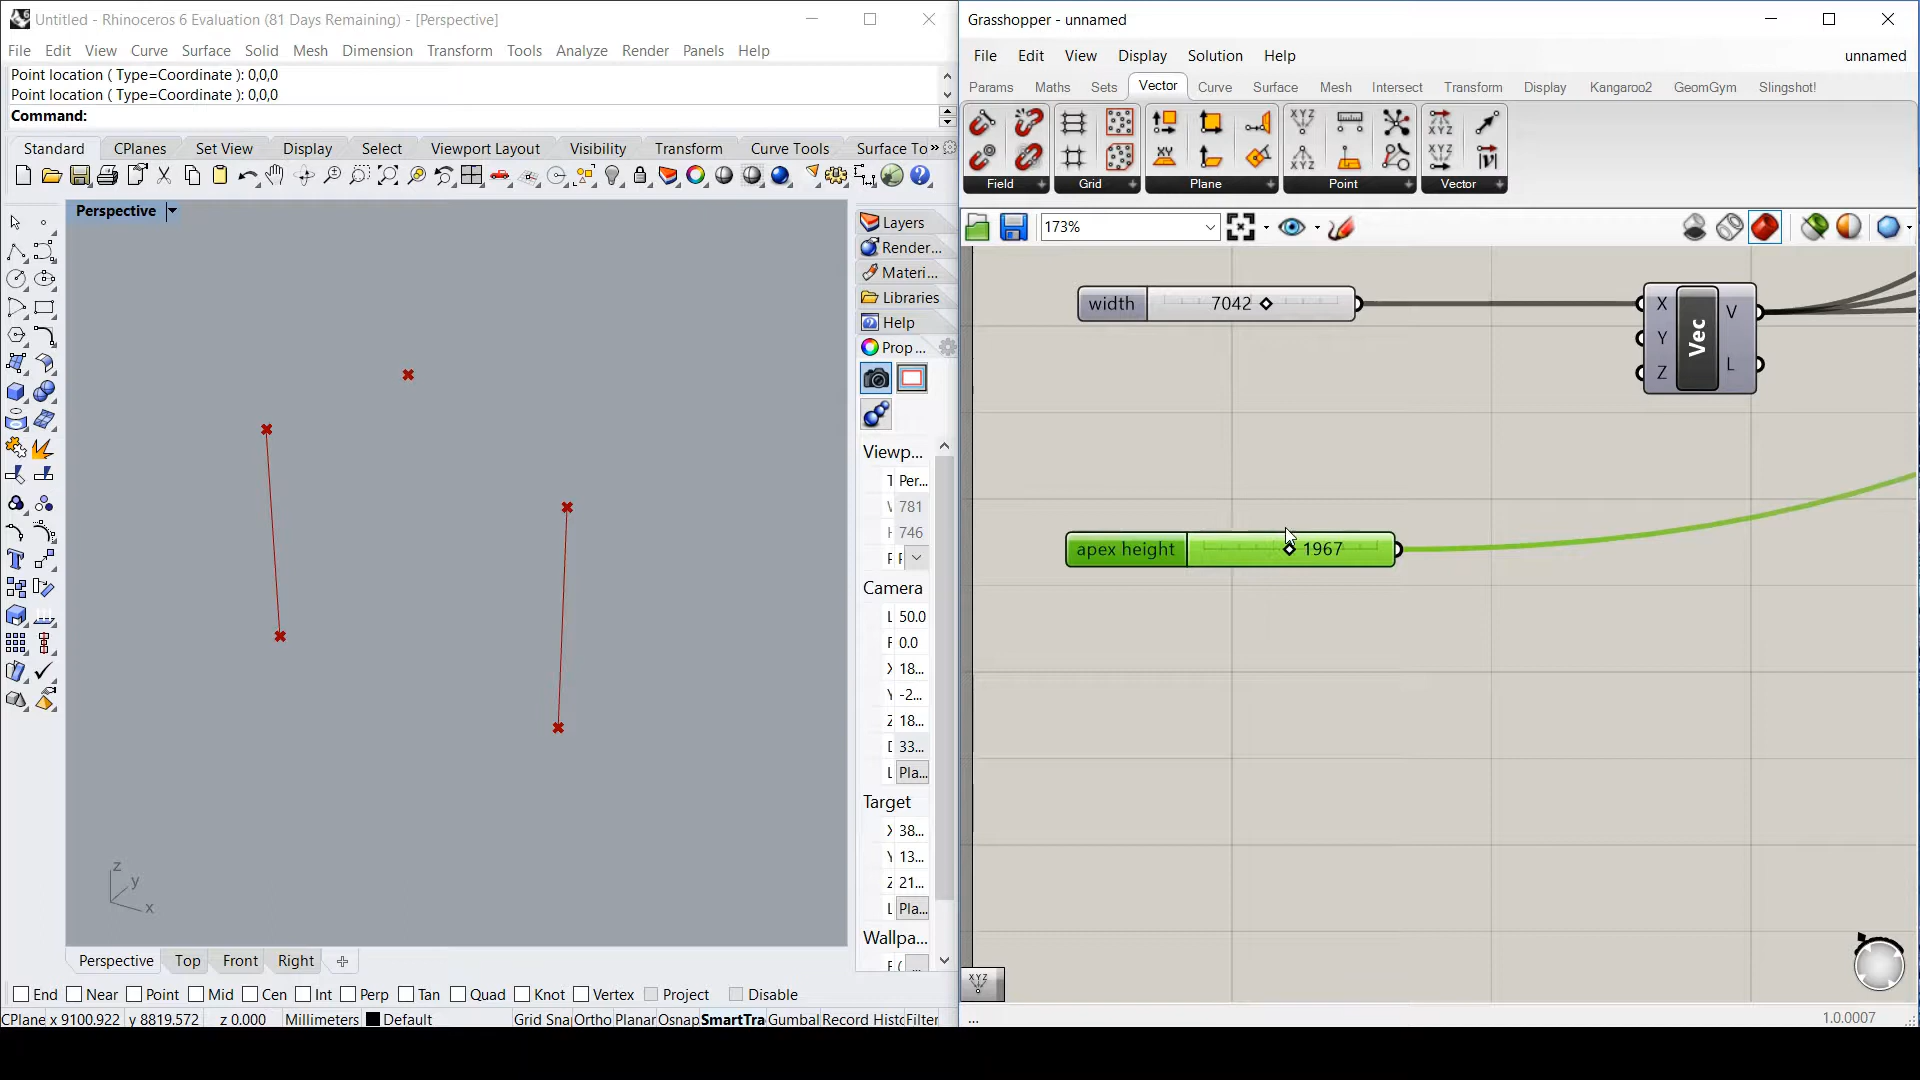 Untitled - Rhinoceros 6 Evaluation (81 Days Remaining) - [Perspective]
File Edit View Curve Surface Solid Mesh Dimension Transform Tools Analyze Render Panels Help
Point location ( Type=Coordinate ): 0,0,0
Point location ( Type=Coordinate ): 0,0,0
Command:
Standard CPlanes Set View Display Select Viewport Layout Visibility Transform Curve Tools Surface To
Perspective
Layers
Render...
Materi...
Libraries
Help
Prop ...
Viewp...
Per...
781
746
Camera
50.0
0.0
X 18...
Y -2...
Z 18...
33...
L Pla...
Target
X 38...
Y 13...
Z 21...
L Pla...
Wallpa...
F (
...
z
y
x
Perspective Top Front Right
End Near Point Mid Cen Int Perp Tan Quad Knot Vertex Project Disable
CPlane x 9100.922 y 8819.572 z 0.000 Millimeters Default Grid Sna Ortho Planar Osnap SmartTra Gumbal Record Histo Filter
Grasshopper - unnamed
File Edit View Display Solution Help unnamed
Params Maths Sets Vector Curve Surface Mesh Intersect Transform Display Kangaroo2 GeomGym Slingshot!
Field Grid Plane Point Vector
173%
width 7042
X
Y
Z
Vec
V
L
apex height 1967
XYZ
... 1.0.0007